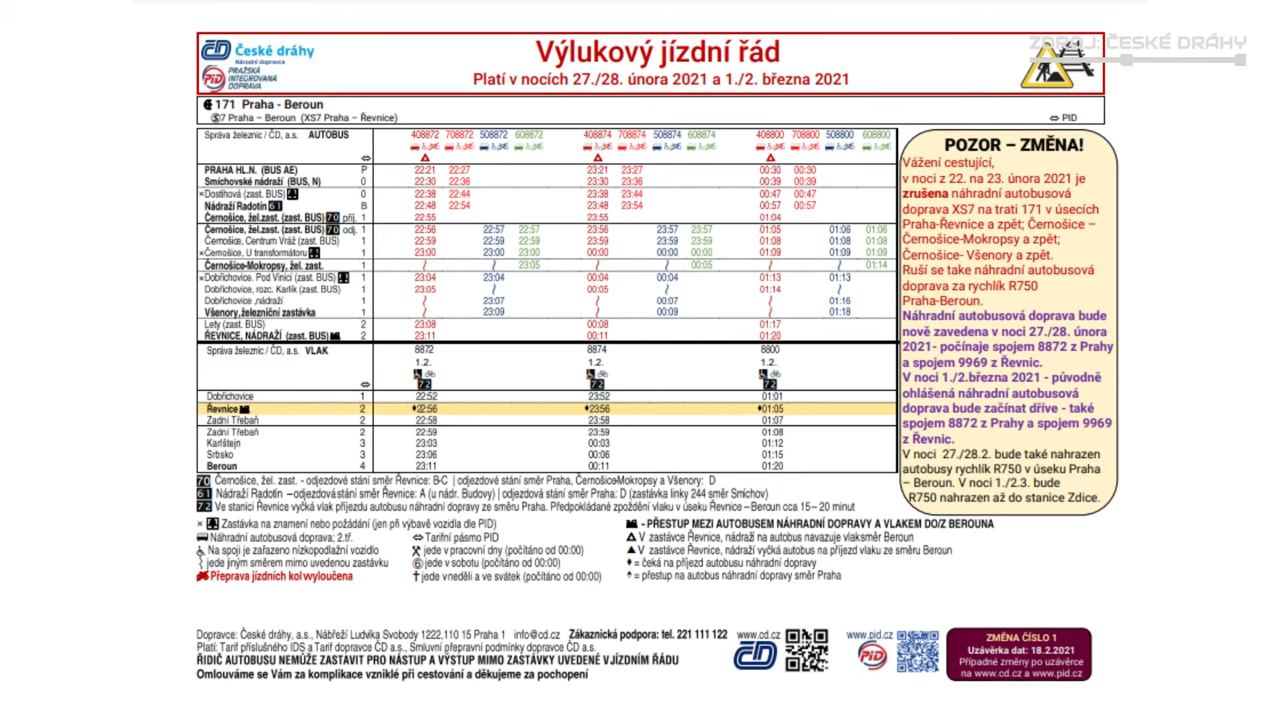 ZDROJ: ČESKÉ DRÁHY
České dráhy
Národní dopravce
PID PRAŽSKÁ
INTEGROVANÁ
DOPRAVA
Výlukový jízdní řád
Platí v nocích 27./28. února 2021 a 1./2. března 2021
171 Praha - Beroun
Ⓢ7 Praha – Beroun (XS7 Praha – Řevnice) ⇔ PID
Správa železnic / ČD, a.s. AUTOBUS 408872 708872 508872 608872 408874 708874 508874 608874 408800 708800 508800 608800
PRAHA HL.N. (BUS AE) P 22:21 22:27 23:21 23:27 00:30 00:30
Smíchovské nádraží (BUS, N) 0 22:30 22:36 23:30 23:36 00:39 00:39
×Dostihová (zast. BUS) 0 22:38 22:44 23:38 23:44 00:47 00:47
Nádraží Radotín 61 B 22:48 22:54 23:48 23:54 00:57 00:57
Černošice, žel.zast. (zast. BUS) 70 příj. 1 22:55 23:55 01:04
Černošice, žel.zast. (zast. BUS) 70 odj. 1 22:56 22:57 22:57 23:56 23:57 23:57 01:05 01:06 01:06
Černošice, Centrum Vráž (zast. BUS) 1 22:59 22:59 22:59 23:59 23:59 23:59 01:08 01:08 01:08
×Černošice, U transformátoru 1 23:00 23:00 23:00 00:00 00:00 00:00 01:09 01:09 01:09
Černošice-Mokropsy, žel. zast. 1 23:05 00:05 01:14
×Dobřichovice, Pod Vinicí (zast. BUS) 1 23:04 23:04 00:04 00:04 01:13 01:13
Dobřichovice, rozc. Karlík (zast. BUS) 1 23:05 00:05 01:14
Dobřichovice ,nádraží 1 23:07 00:07 01:16
Všenory,železniční zastávka 1 23:09 00:09 01:18
Lety (zast. BUS) 2 23:08 00:08 01:17
ŘEVNICE, NÁDRAŽÍ (zast. BUS) 2 23:11 00:11 01:20
Správa železnic / ČD, a.s. VLAK 8872 8874 8800
1.2. 1.2. 1.2.
72 72 72
Dobřichovice 1 22:52 23:52 01:01
Řevnice 2 ♦22:56 ♦23:56 ♦01:05
Zadní Třebaň 2 22:58 23:58 01:07
Zadní Třebaň 2 22:59 23:59 01:08
Karlštejn 3 23:03 00:03 01:12
Srbsko 3 23:06 00:06 01:15
Beroun 4 23:11 00:11 01:20
POZOR – ZMĚNA!
Vážení cestující,
v noci z 22. na 23. února 2021 je
zrušena náhradní autobusová
doprava XS7 na trati 171 v úsecích
Praha-Řevnice a zpět; Černošice –
Černošice-Mokropsy a zpět;
Černošice- Všenory a zpět.
Ruší se take náhradní autobusová
doprava za rychlík R750
Praha-Beroun.
Náhradní autobusová doprava bude
nově zavedena v noci 27./28. února
2021- počínaje spojem 8872 z Prahy
a spojem 9969 z Řevnic.
V noci 1./2.března 2021 - původně
ohlášená náhradní autobusová
doprava bude začínat dříve - také
spojem 8872 z Prahy a spojem 9969
z Řevnic.
V noci 27./28.2. bude také nahrazen
autobusy rychlík R750 v úseku Praha
– Beroun. V noci 1./2.3. bude
R750 nahrazen až do stanice Zdice.
70 Černošice, žel. zast. - odjezdové stání směr Řevnice: B-C | odjezdové stání směr Praha, ČernošiceMokropsy a Všenory: D
61 Nádraží Radotín –odjezdovástání směr Řevnice: A (u nádr. Budovy) | odjezdová stání směr Praha: D (zastávka linky 244 směr Smíchov)
72 Ve stanici Řevnice vyčká vlak příjezdu autobusu náhradní dopravy ze směru Praha. Předpokládané zpoždění vlaku v úseku Řevnice –Beroun cca 15– 20 minut
× Zastávka na znamení nebo požádání (jen při výbavě vozidla dle PID)
Náhradní autobusová doprava; 2.tř.
Na spoji je zařazeno nízkopodlažní vozidlo
jede jiným směrem mimo uvedenou zastávku
Přeprava jízdních kol vyloučena
⇔ Tarifní pásmo PID
jede v pracovní dny (počítáno od 00:00)
⑥ jede v sobotu (počítáno od 00:00)
† jede v neděli a ve svátek (počítáno od 00:00)
- PŘESTUP MEZI AUTOBUSEM NÁHRADNÍ DOPRAVY A VLAKEM DO/Z BEROUNA
△ V zastávce Řevnice, nádraží na autobus navazuje vlaksměr Beroun
▲ V zastávce Řevnice, nádraží vyčká autobus na příjezd vlaku ze směru Beroun
♦ = čeká na příjezd autobusu náhradní dopravy
= přestup na autobus náhradní dopravy směr Praha
Dopravce: České dráhy, a.s., Nábřeží Ludvíka Svobody 1222,110 15 Praha 1 info@cd.cz Zákaznická podpora: tel. 221 111 122 www.cd.cz
Platí: Tarif příslušného IDS a Tarif dopravce ČD a.s., Smluvní přepravní podmínky dopravce ČD a.s.
ŘIDIČ AUTOBUSU NEMŮŽE ZASTAVIT PRO NÁSTUP A VÝSTUP MIMO ZASTÁVKY UVEDENÉ V JÍZDNÍM ŘÁDU
Omlouváme se Vám za komplikace vzniklé při cestování a děkujeme za pochopení
www.pid.cz
PID
ZMĚNA ČÍSLO 1
Uzávěrka dat: 18.2.2021
Případné změny po uzávěrce
na www.cd.cz a www.pid.cz